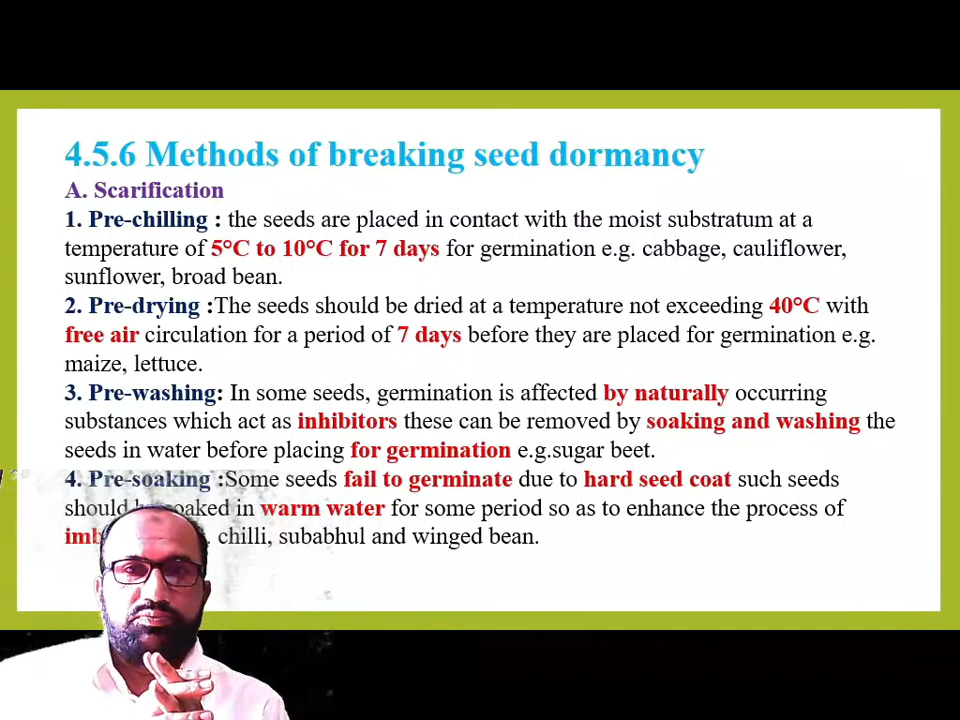 4.5.6 Methods of breaking seed dormancy
A. Scarification
1. Pre-chilling : the seeds are placed in contact with the moist substratum at a
temperature of 5°C to 10°C for 7 days for germination e.g. cabbage, cauliflower,
sunflower, broad bean.
2. Pre-drying :The seeds should be dried at a temperature not exceeding 40°C with
free air circulation for a period of 7 days before they are placed for germination e.g.
maize, lettuce.
3. Pre-washing: In some seeds, germination is affected by naturally occurring
substances which act as inhibitors these can be removed by soaking and washing the
seeds in water before placing for germination e.g.sugar beet.
4. Pre-soaking :Some seeds fail to germinate due to hard seed coat such seeds
should soaked in warm water for some period so as to enhance the process of
chilli, subabhul and winged bean.